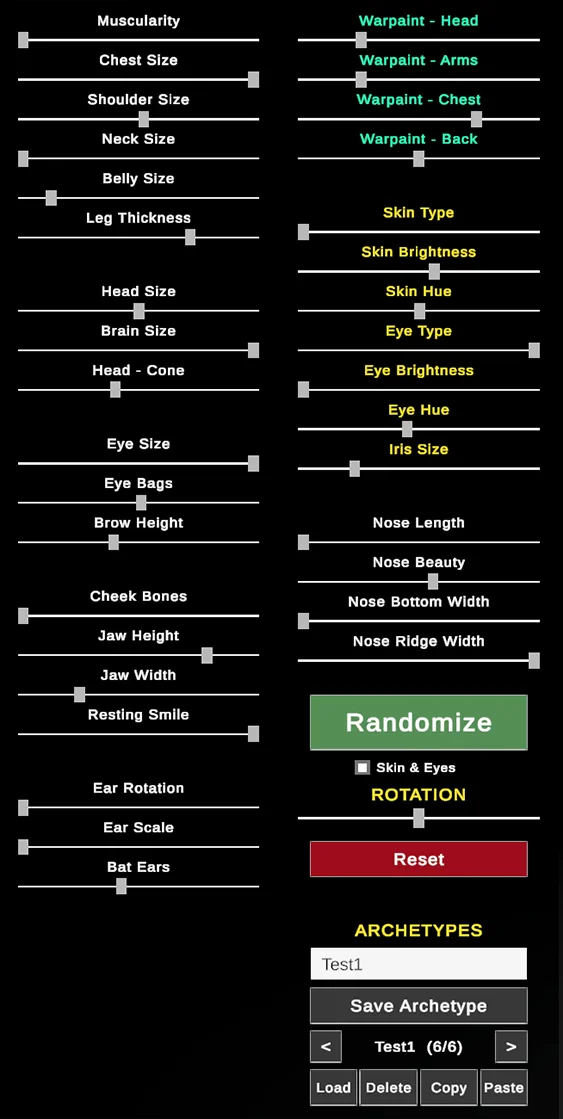 Muscularity
Chest Size
Shoulder Size
Neck Size
Belly Size
Leg Thickness
Head Size
Brain Size
Head - Cone
Eye Size
Eye Bags
Brow Height
Cheek Bones
Jaw Height
Jaw Width
Resting Smile
Ear Rotation
Ear Scale
Bat Ears
Warpaint - Head
Warpaint - Arms
Warpaint - Chest
Warpaint - Back
Skin Type
Skin Brightness
Skin Hue
Eye Type
Eye Brightness
Eye Hue
Iris Size
Nose Length
Nose Beauty
Nose Bottom Width
Nose Ridge Width
Randomize
Skin & Eyes
ROTATION
Reset
ARCHETYPES
Test1
Save Archetype
< Test1 (6/6) >
Load Delete Copy Paste